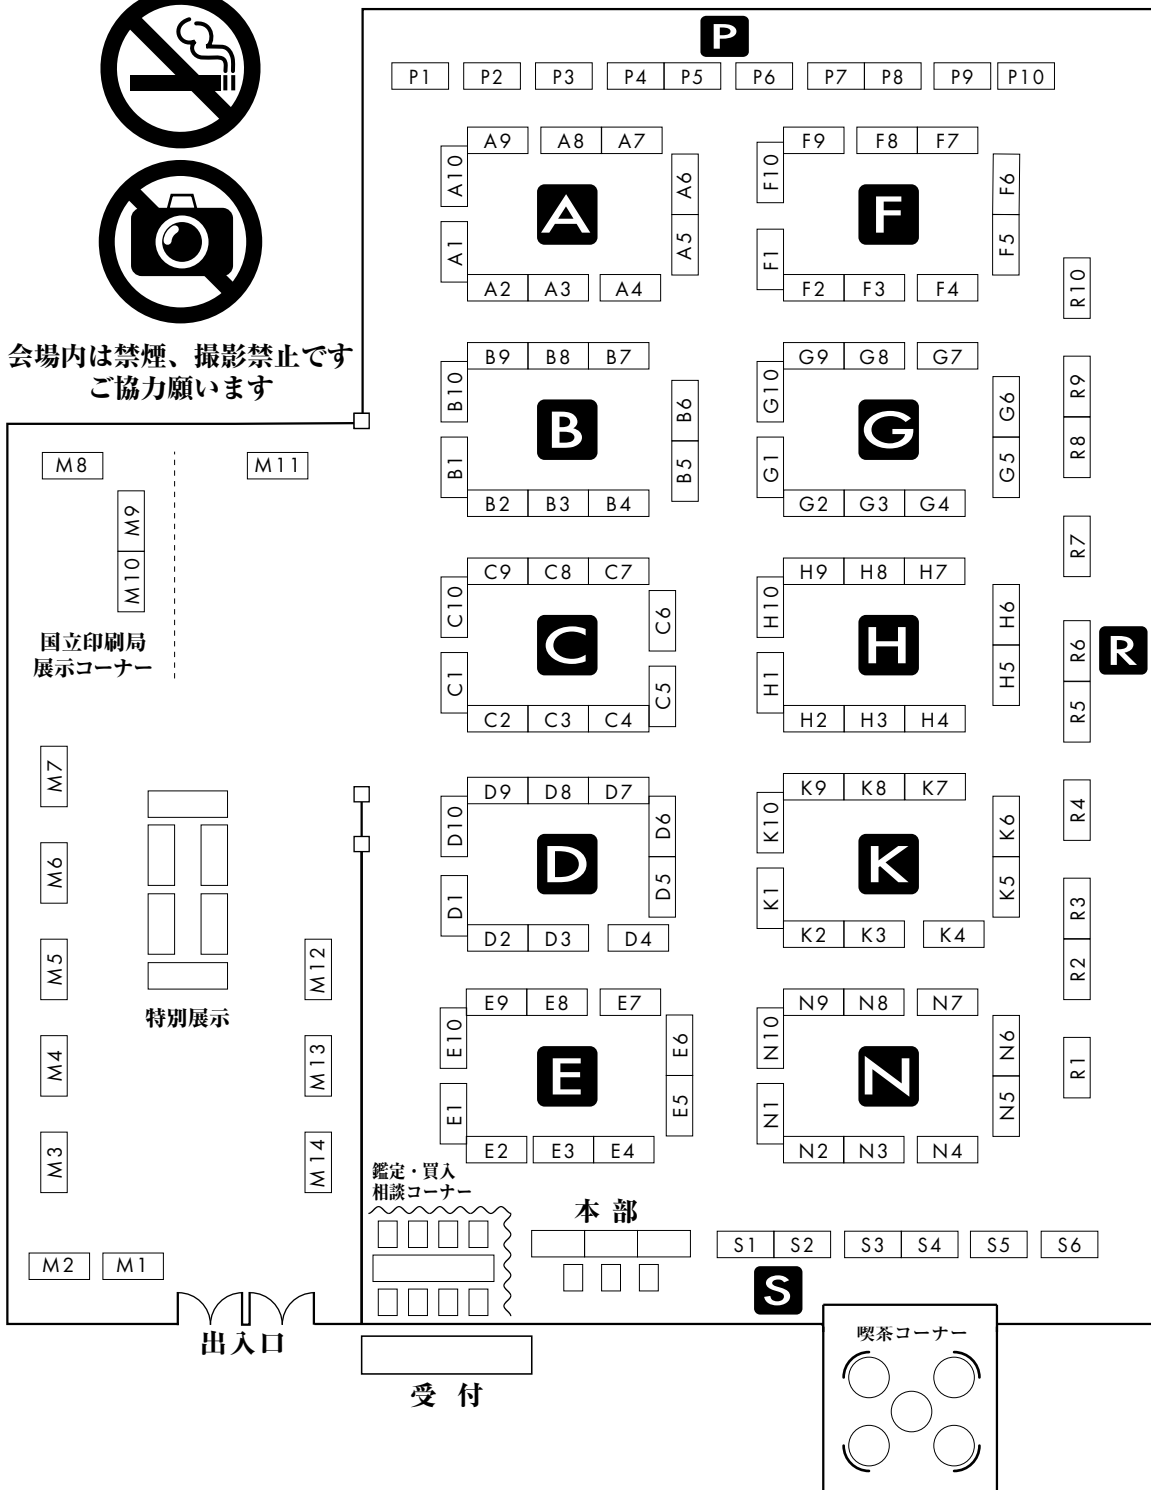 P
P1 P2 P3 P4 P5 P6 P7 P8 P9 P10
会場内は禁煙、撮影禁止です
ご協力願います
A9 A8 A7
A10 A6
A
A1 A5
A2 A3 A4
F9 F8 F7
F10 F6
F
F1 F5
F2 F3 F4
B9 B8 B7
B10 B6
B
B1 B5
B2 B3 B4
G9 G8 G7
G10 G6
G
G1 G5
G2 G3 G4
C9 C8 C7
C10 C6
C
C1 C5
C2 C3 C4
H9 H8 H7
H10 H6
H
H1 H5
H2 H3 H4
D9 D8 D7
D10 D6
D
D1 D5
D2 D3 D4
K9 K8 K7
K10 K6
K
K1 K5
K2 K3 K4
E9 E8 E7
E10 E6
E
E1 E5
E2 E3 E4
N9 N8 N7
N10 N6
N
N1 N5
N2 N3 N4
R10
R9
R8
R7
R6
R
R5
R4
R3
R2
R1
M8 M11
M9
M10
国立印刷局
展示コーナー
M7
M6
M5 M12
特別展示
M4 M13
M3 M14
M2 M1
出入口
鑑定・買入
相談コーナー
本部
S1 S2 S3 S4 S5 S6
S
受付
喫茶コーナー